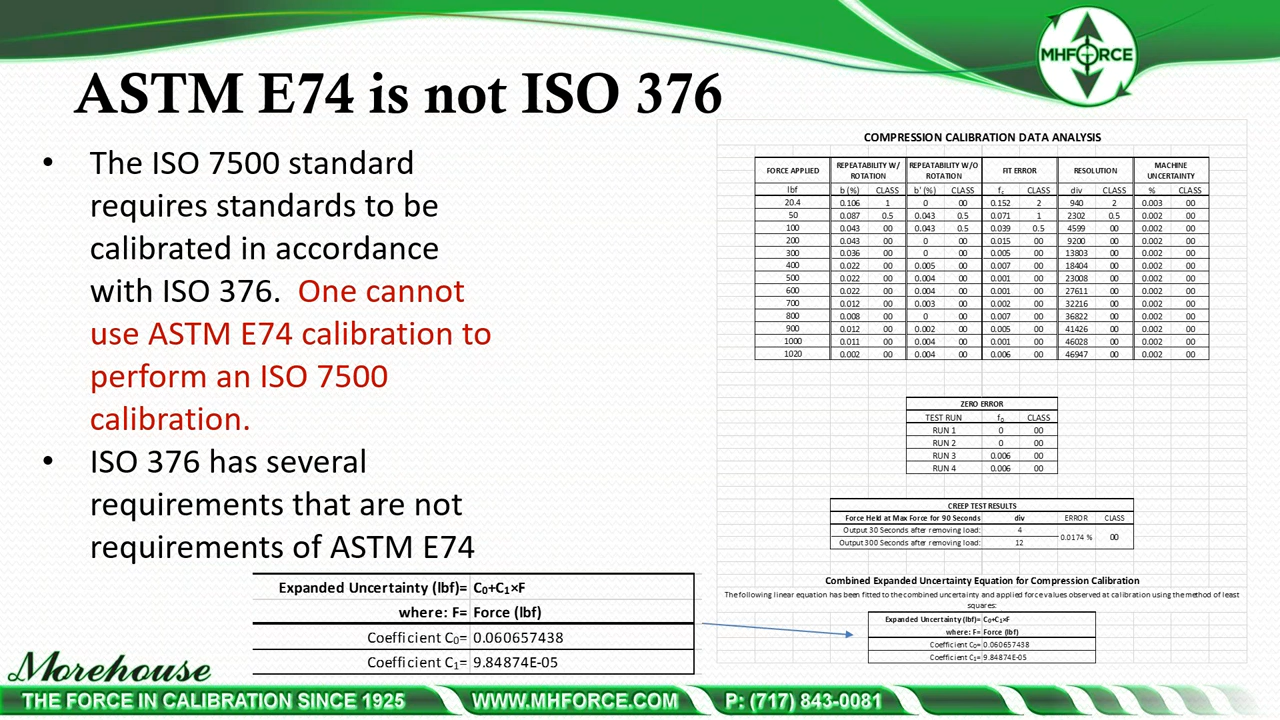 MHFORCE
ASTM E74 is not ISO 376
• The ISO 7500 standard
requires standards to be
calibrated in accordance
with ISO 376. One cannot
use ASTM E74 calibration to
perform an ISO 7500
calibration.
• ISO 376 has several
requirements that are not
requirements of ASTM E74
Expanded Uncertainty (lbf)= C₀+C₁×F
where: F= Force (lbf)
Coefficient C₀= 0.060657438
Coefficient C₁= 9.84874E-05
COMPRESSION CALIBRATION DATA ANALYSIS
FORCE APPLIED REPEATABILITY W/ ROTATION REPEATABILITY W/O ROTATION FIT ERROR RESOLUTION MACHINE UNCERTAINTY
lbf b (%) CLASS b' (%) CLASS f꜀ CLASS div CLASS % CLASS
20.4 0.106 1 0 00 0.152 2 940 2 0.003 00
50 0.087 0.5 0.043 0.5 0.071 1 2302 0.5 0.002 00
100 0.043 00 0.043 0.5 0.039 0.5 4599 00 0.002 00
200 0.043 00 0 00 0.015 00 9200 00 0.002 00
300 0.036 00 0 00 0.005 00 13803 00 0.002 00
400 0.022 00 0.005 00 0.007 00 18404 00 0.002 00
500 0.022 00 0.004 00 0.001 00 23008 00 0.002 00
600 0.022 00 0.004 00 0.001 00 27611 00 0.002 00
700 0.012 00 0.003 00 0.002 00 32216 00 0.002 00
800 0.008 00 0 00 0.007 00 36822 00 0.002 00
900 0.012 00 0.002 00 0.005 00 41426 00 0.002 00
1000 0.011 00 0.004 00 0.001 00 46028 00 0.002 00
1020 0.002 00 0.004 00 0.006 00 46947 00 0.002 00
ZERO ERROR
TEST RUN f₀ CLASS
RUN 1 0 00
RUN 2 0 00
RUN 3 0.006 00
RUN 4 0.006 00
CREEP TEST RESULTS
Force Held at Max Force for 90 Seconds div ERROR CLASS
Output 30 Seconds after removing load: 4 0.0174 % 00
Output 300 Seconds after removing load: 12
Combined Expanded Uncertainty Equation for Compression Calibration
The following linear equation has been fitted to the combined uncertainty and applied force values observed at calibration using the method of least
squares:
Expanded Uncertainty (lbf)= C₀+C₁×F
where: F= Force (lbf)
Coefficient C₀= 0.060657438
Coefficient C₁= 9.84874E-05
Morehouse
THE FORCE IN CALIBRATION SINCE 1925 WWW.MHFORCE.COM P: (717) 843-0081